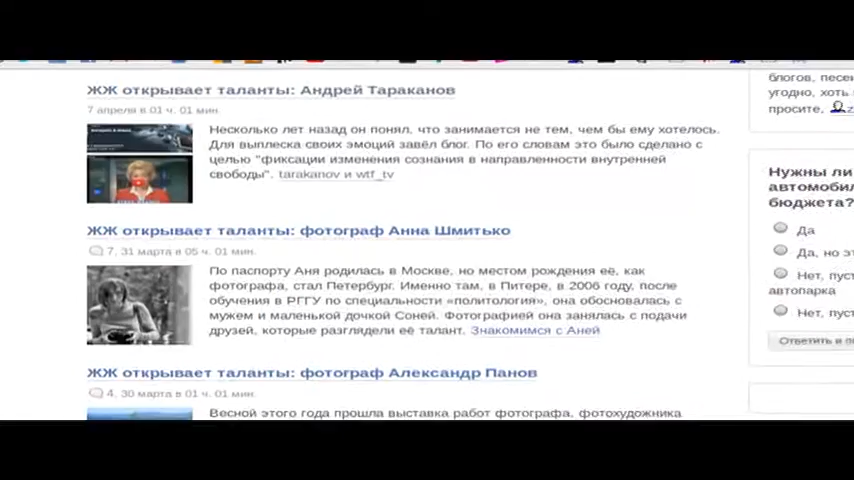 ЖЖ открывает таланты: Андрей Тараканов
7 апреля в 01 ч. 01 мин.
Несколько лет назад он понял, что занимается не тем, чем бы ему хотелось.
Для выплеска своих эмоций завёл блог. По его словам это было сделано с
целью "фиксации изменения сознания в направленности внутренней
свободы". tarakanov и wtf_tv
ЖЖ открывает таланты: фотограф Анна Шмитько
7, 31 марта в 05 ч. 01 мин.
По паспорту Аня родилась в Москве, но местом рождения её, как
фотографа, стал Петербург. Именно там, в Питере, в 2006 году, после
обучения в РГГУ по специальности «политология», она обосновалась с
мужем и маленькой дочкой Соней. Фотографией она занялась с подачи
друзей, которые разглядели её талант. Знакомимся с Аней
ЖЖ открывает таланты: фотограф Александр Панов
4, 30 марта в 01 ч. 01 мин.
Весной этого года прошла выставка работ фотографа, фотохудожника
блогов, песен
угодно, хоть
просите,
Нужны ли
автомобил
бюджета?
Да
Да, но эт
Нет, пуст
автопарка
Нет, пуст
Ответить и по